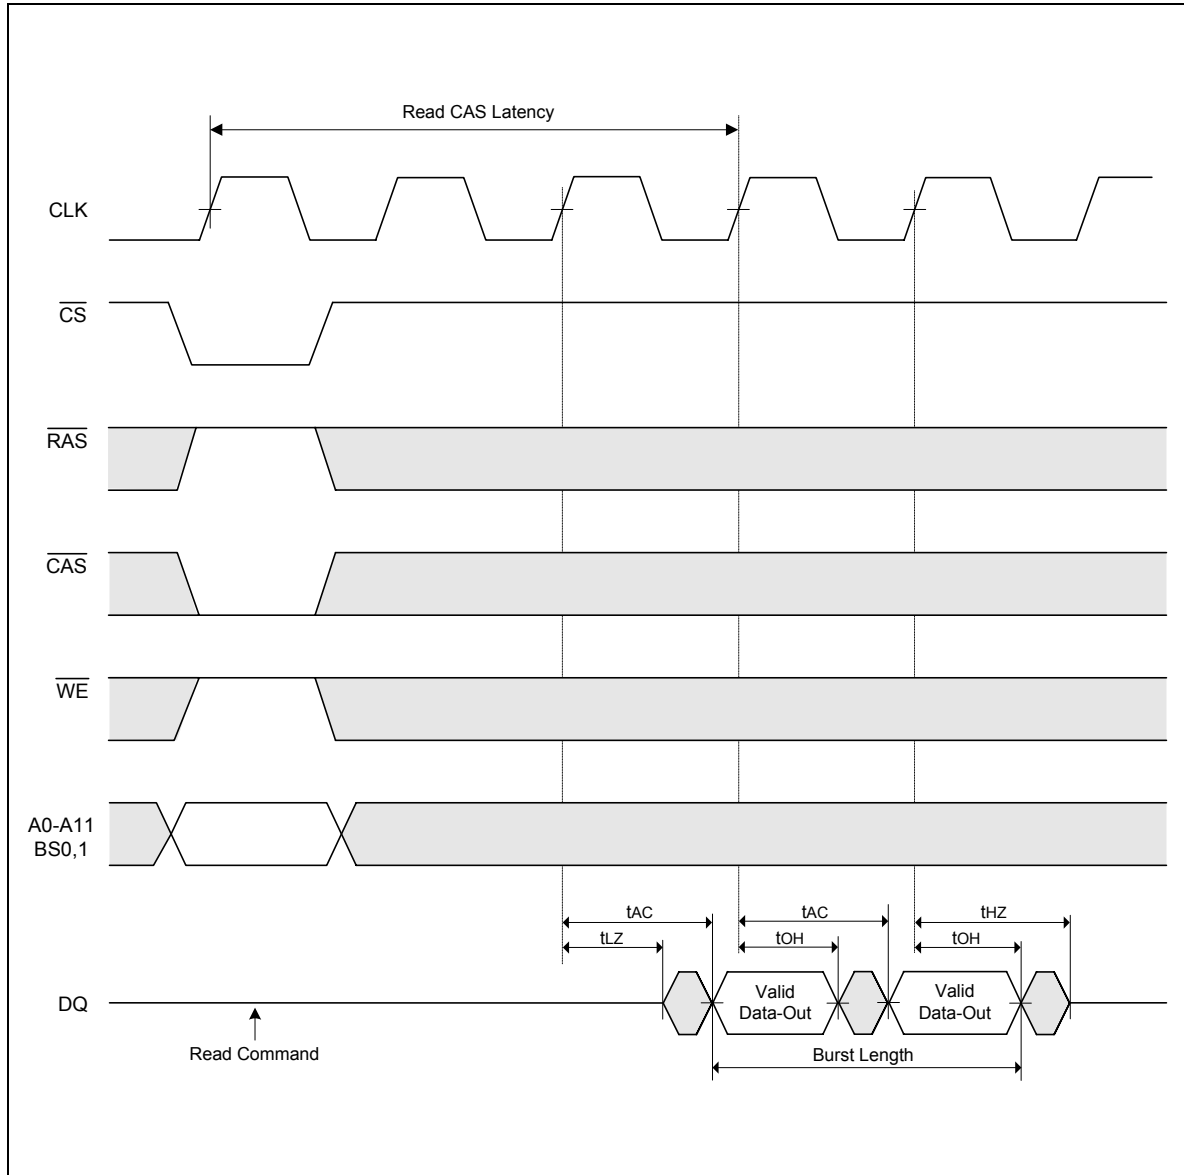 Read CAS Latency
CLK
CS
RAS
CAS
WE
A0-A11
BS0,1
tAC
tAC
tHZ
tLZ
tOH
tOH
DQ
Valid
Data-Out
Valid
Data-Out
Read Command
Burst Length